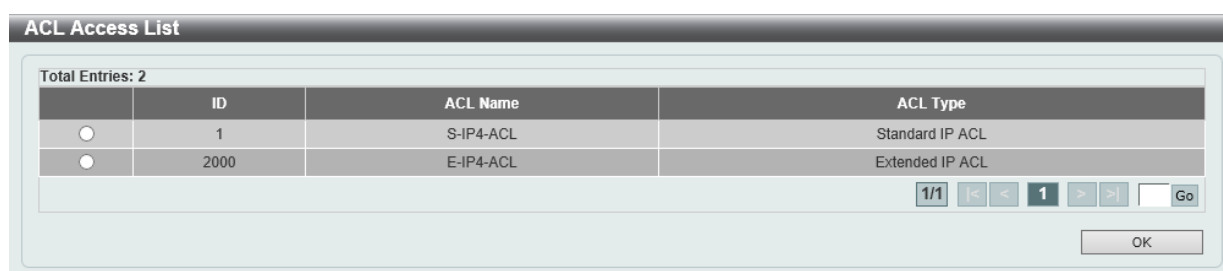 ACL Access List
Total Entries: 2
ID ACL Name ACL Type
1 S-IP4-ACL Standard IP ACL
2000 E-IP4-ACL Extended IP ACL
1/1 |< < 1 > >| Go
OK